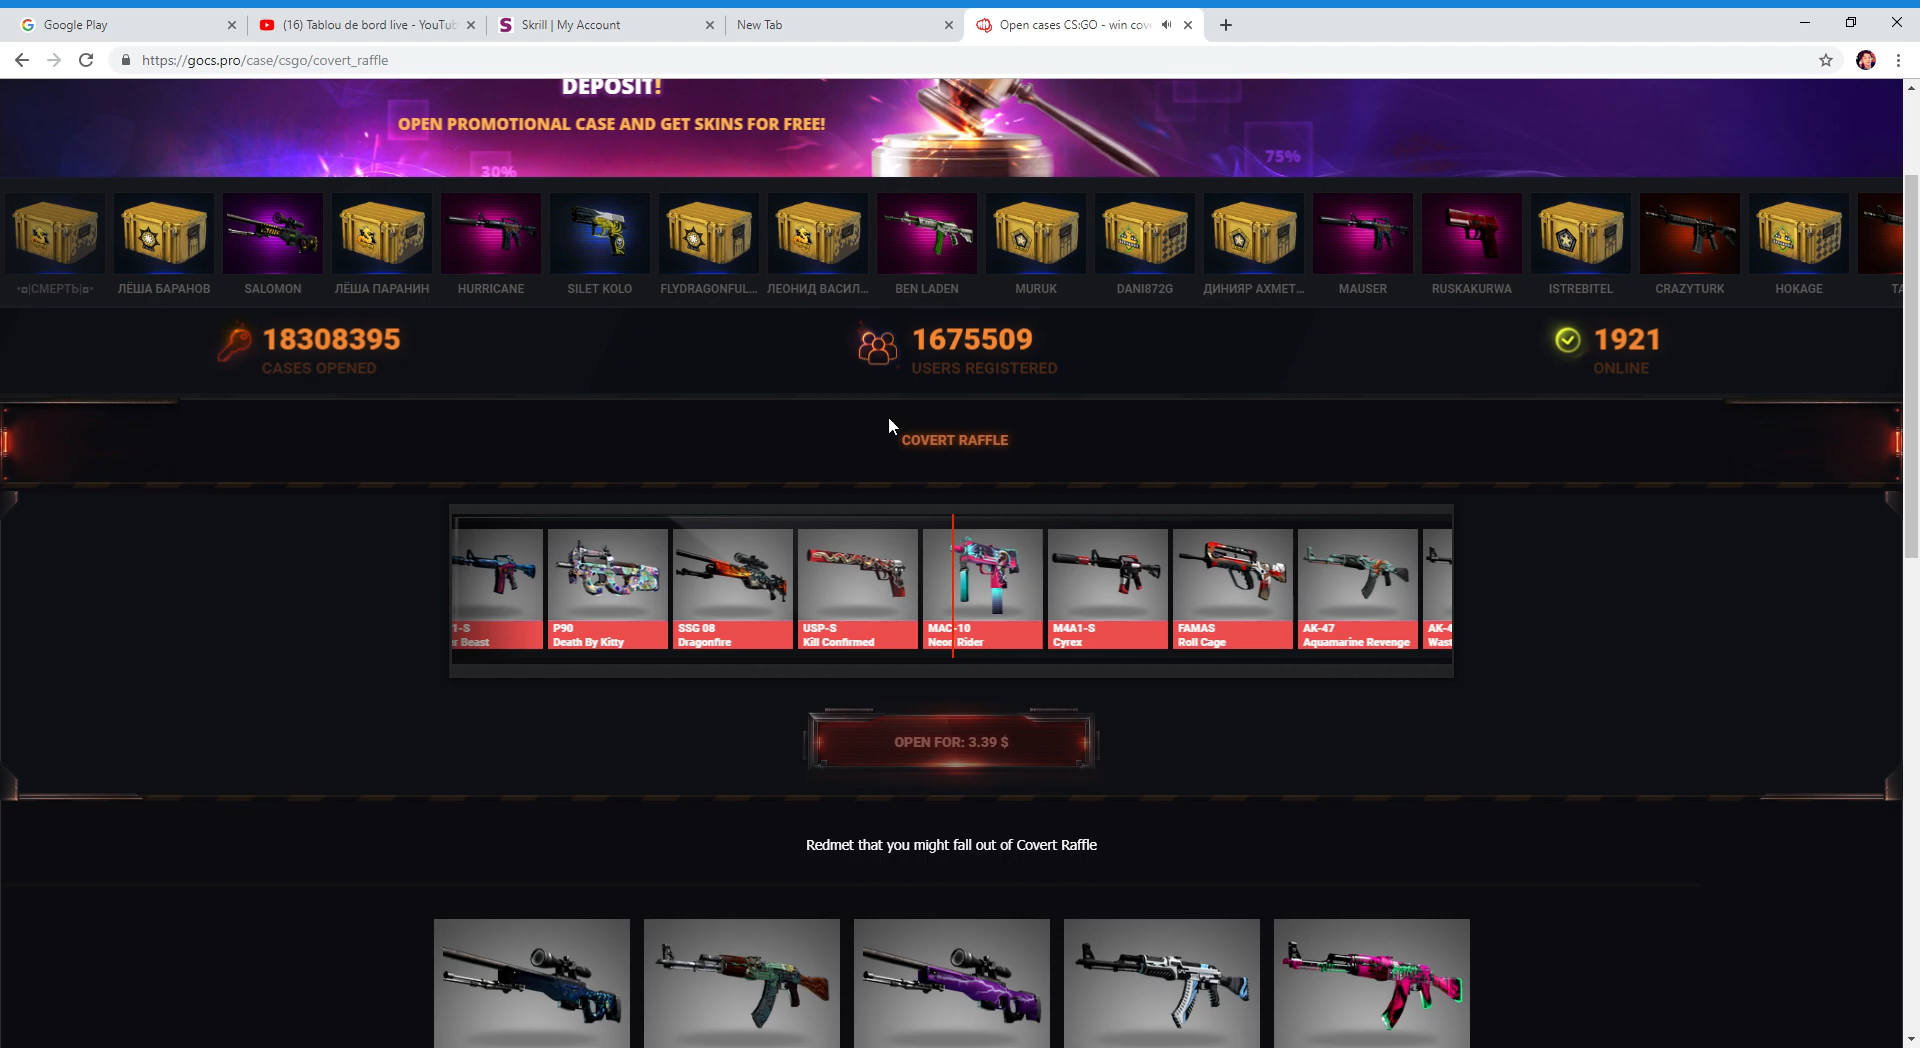 Google Play
(16) Tablou de bord live - YouTub
Skrill | My Account
New Tab
Open cases CS:GO - win cov
https://gocs.pro/case/csgo/covert_raffle
DEPOSIT!
OPEN PROMOTIONAL CASE AND GET SKINS FOR FREE!
30%
75%
ЛЁША БАРАНОВ
SALOMON
ЛЁША ПАРАНИН
HURRICANE
SILET KOLO
FLYDRAGONFUL...
ЛЕОНИД ВАСИЛ...
BEN LADEN
MURUK
DANI872G
ДИНИЯР АХМЕТ...
MAUSER
RUSKAKURWA
ISTREBITEL
CRAZYTURK
HOKAGE
18308395
CASES OPENED
1675509
USERS REGISTERED
1921
ONLINE
COVERT RAFFLE
1-S
r Beast
P90
Death By Kitty
SSG 08
Dragonfire
USP-S
Kill Confirmed
MAC-10
Neon Rider
M4A1-S
Cyrex
FAMAS
Roll Cage
AK-47
Aquamarine Revenge
AK-4
Wast
OPEN FOR: 3.39 $
Redmet that you might fall out of Covert Raffle